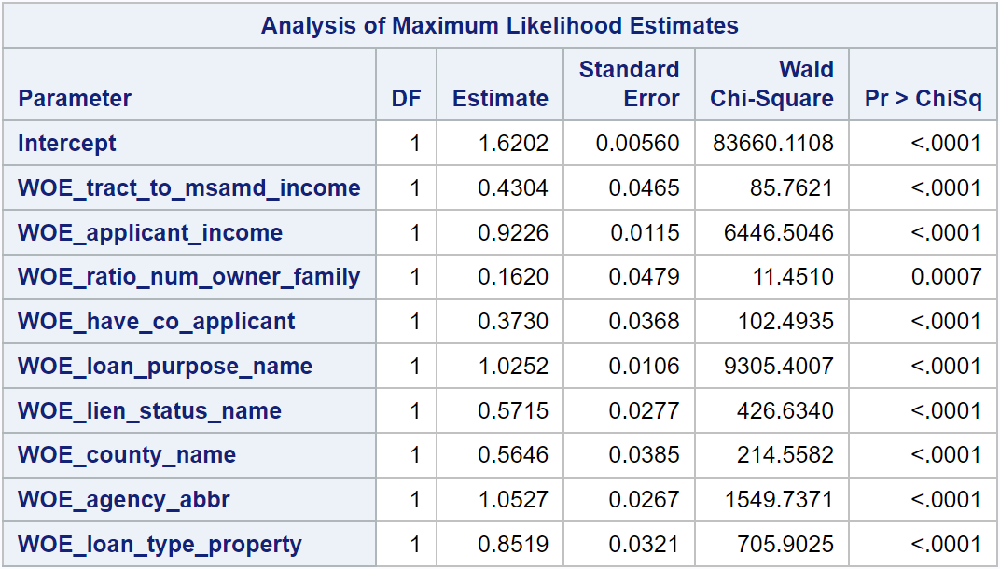 Analysis of Maximum Likelihood Estimates
Parameter DF Estimate Standard Error Wald Chi-Square Pr > ChiSq
Intercept 1 1.6202 0.00560 83660.1108 <.0001
WOE_tract_to_msamd_income 1 0.4304 0.0465 85.7621 <.0001
WOE_applicant_income 1 0.9226 0.0115 6446.5046 <.0001
WOE_ratio_num_owner_family 1 0.1620 0.0479 11.4510 0.0007
WOE_have_co_applicant 1 0.3730 0.0368 102.4935 <.0001
WOE_loan_purpose_name 1 1.0252 0.0106 9305.4007 <.0001
WOE_lien_status_name 1 0.5715 0.0277 426.6340 <.0001
WOE_county_name 1 0.5646 0.0385 214.5582 <.0001
WOE_agency_abbr 1 1.0527 0.0267 1549.7371 <.0001
WOE_loan_type_property 1 0.8519 0.0321 705.9025 <.0001